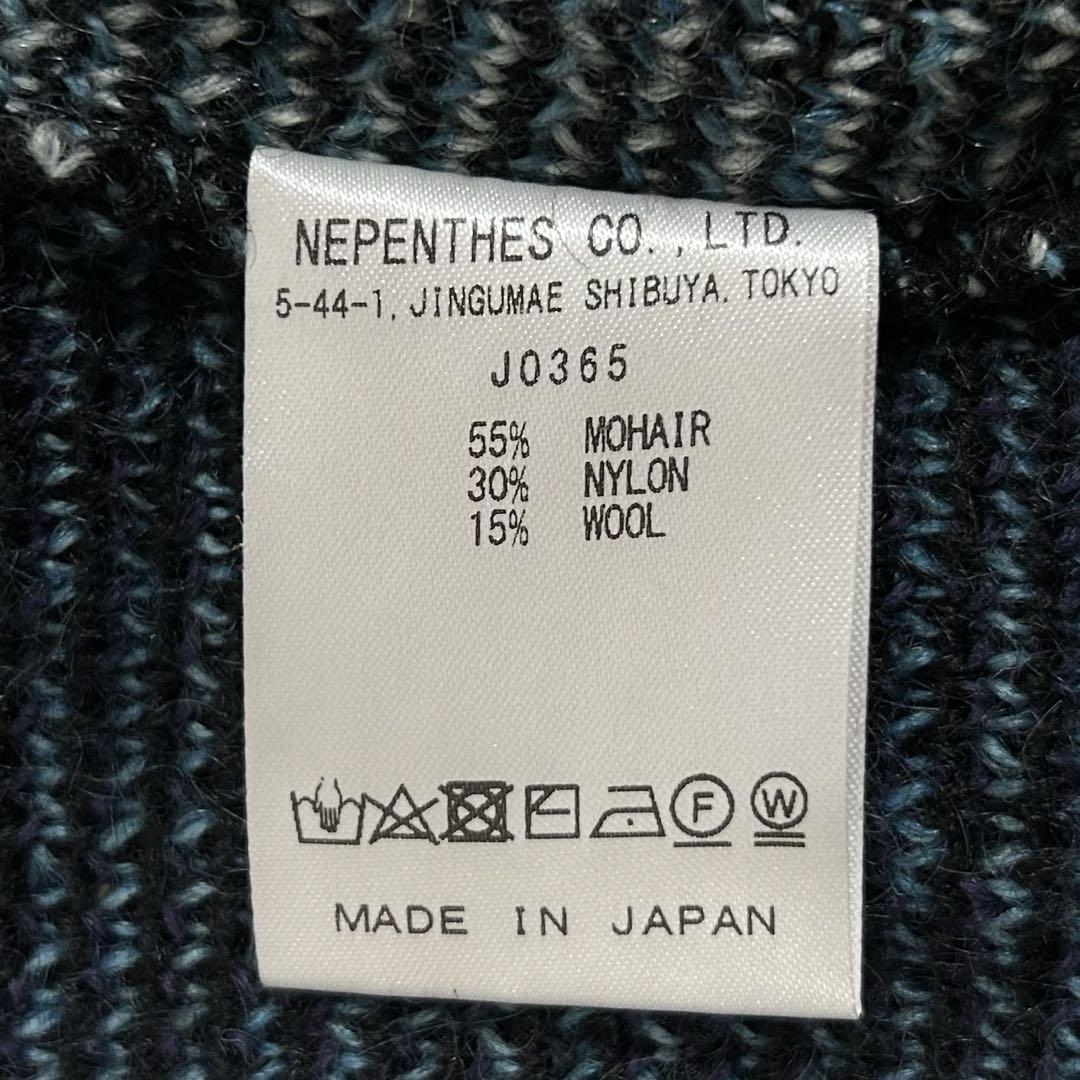 NEPENTHES CO.,LTD.
5-44-1, JINGUMAE SHIBUYA, TOKYO
J0365
55% MOHAIR
30% NYLON
15% WOOL
F W
MADE IN JAPAN